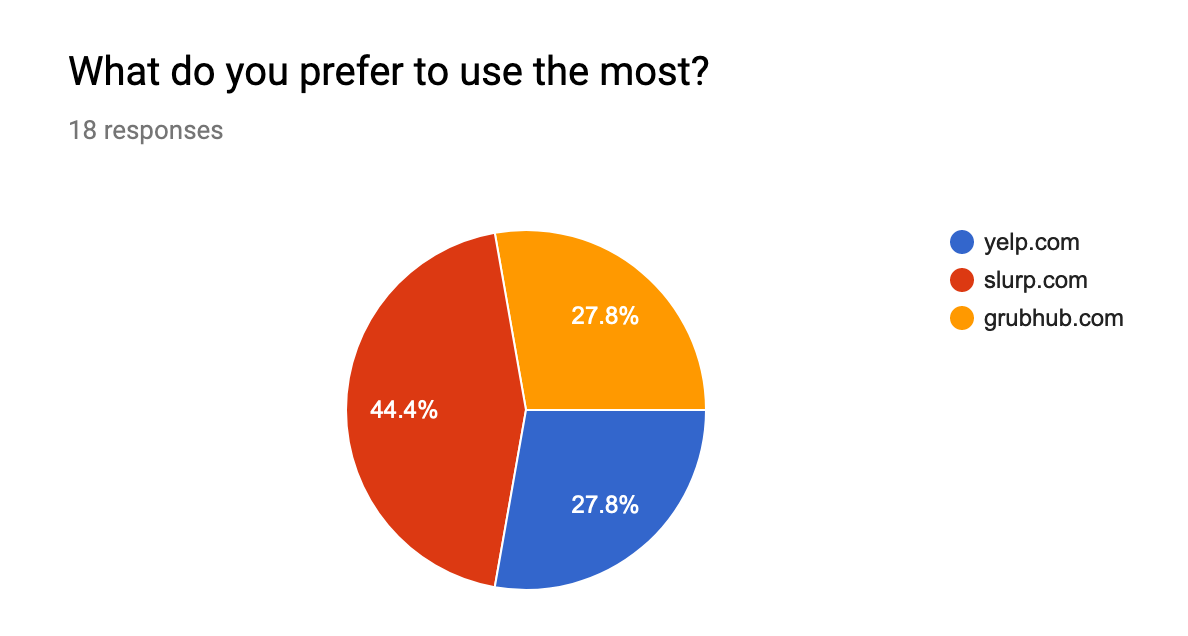 What do you prefer to use the most?
18 responses
yelp.com
slurp.com
grubhub.com
27.8%
44.4%
27.8%